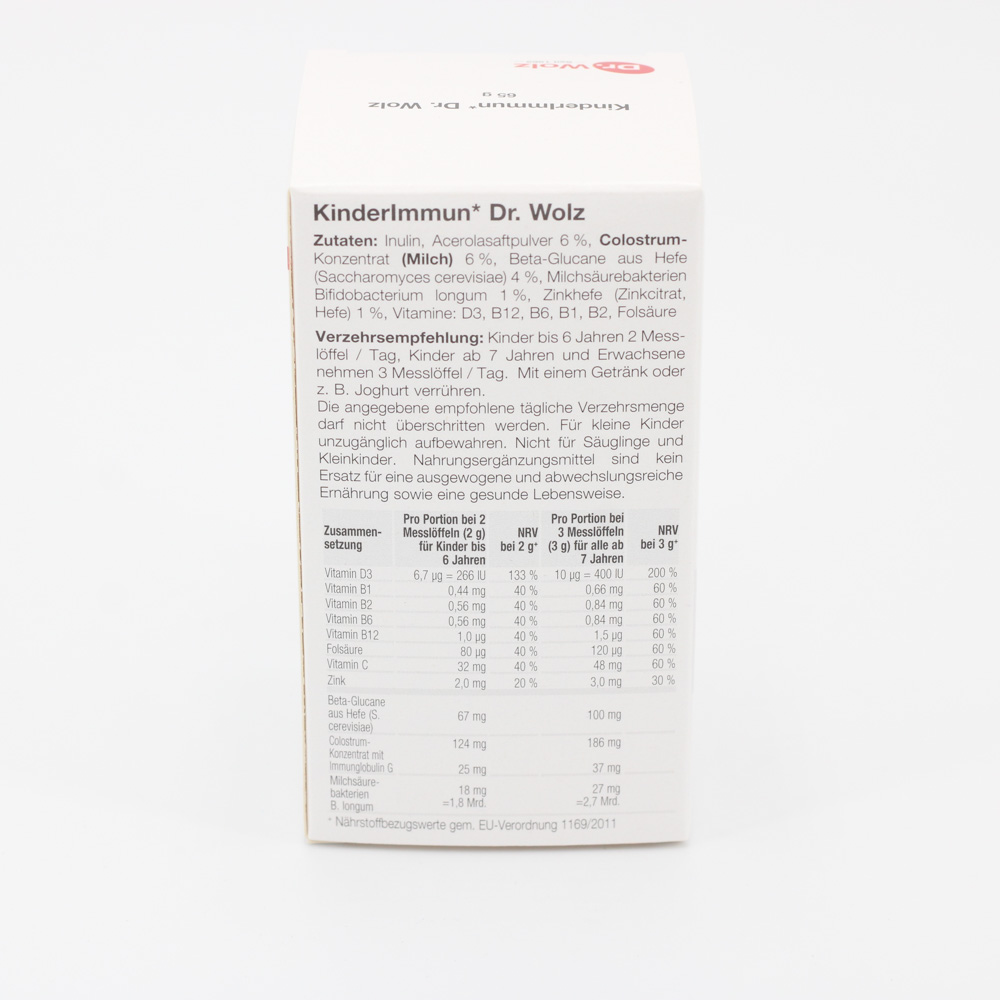 Dr. Wolz
65 g
KinderImmun* Dr. Wolz
KinderImmun* Dr. Wolz
Zutaten: Inulin, Acerolasaftpulver 6 %, Colostrum-
Konzentrat (Milch) 6 %, Beta-Glucane aus Hefe
(Saccharomyces cerevisiae) 4 %, Milchsäurebakterien
Bifidobacterium longum 1 %, Zinkhefe (Zinkcitrat,
Hefe) 1 %, Vitamine: D3, B12, B6, B1, B2, Folsäure
Verzehrsempfehlung: Kinder bis 6 Jahren 2 Mess-
löffel / Tag, Kinder ab 7 Jahren und Erwachsene
nehmen 3 Messlöffel / Tag. Mit einem Getränk oder
z. B. Joghurt verrühren.
Die angegebene empfohlene tägliche Verzehrsmenge
darf nicht überschritten werden. Für kleine Kinder
unzugänglich aufbewahren. Nicht für Säuglinge und
Kleinkinder. Nahrungsergänzungsmittel sind kein
Ersatz für eine ausgewogene und abwechslungsreiche
Ernährung sowie eine gesunde Lebensweise.
Zusammen-
setzung
Pro Portion bei 2
Messlöffeln (2 g)
für Kinder bis
6 Jahren
NRV
bei 2 g*
Pro Portion bei
3 Messlöffeln
(3 g) für alle ab
7 Jahren
NRV
bei 3 g*
Vitamin D3 6,7 µg = 266 IU 133 % 10 µg = 400 IU 200 %
Vitamin B1 0,44 mg 40 % 0,66 mg 60 %
Vitamin B2 0,56 mg 40 % 0,84 mg 60 %
Vitamin B6 0,56 mg 40 % 0,84 mg 60 %
Vitamin B12 1,0 µg 40 % 1,5 µg 60 %
Folsäure 80 µg 40 % 120 µg 60 %
Vitamin C 32 mg 40 % 48 mg 60 %
Zink 2,0 mg 20 % 3,0 mg 30 %
Beta-Glucane
aus Hefe (S. 67 mg 100 mg
cerevisiae)
Colostrum- 124 mg 186 mg
Konzentrat mit
Immunglobulin G 25 mg 37 mg
Milchsäure-
bakterien 18 mg 27 mg
B. longum =1,8 Mrd. =2,7 Mrd.
* Nährstoffbezugswerte gem. EU-Verordnung 1169/2011